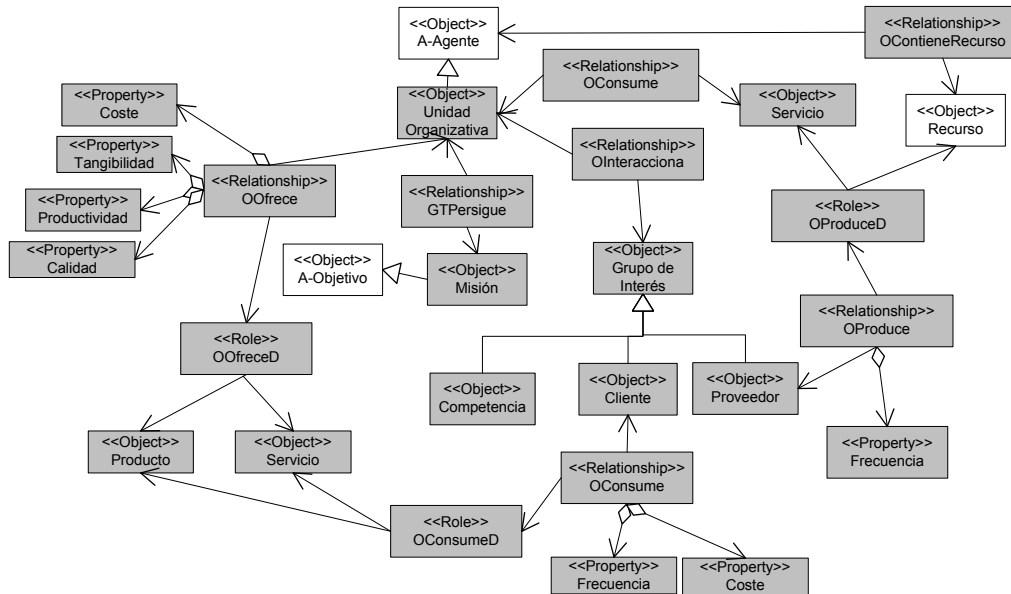 <<Object>>
A-Agente
<<Relationship>>
OContieneRecurso
<<Property>>
Coste
<<Object>>
Unidad
Organizativa
<<Relationship>>
OConsume
<<Object>>
Servicio
<<Object>>
Recurso
<<Property>>
Tangibilidad
<<Relationship>>
OInteracciona
<<Relationship>>
OOfrece
<<Property>>
Productividad
<<Relationship>>
GTPersigue
<<Role>>
OProduceD
<<Property>>
Calidad
<<Object>>
A-Objetivo
<<Object>>
Misión
<<Object>>
Grupo de
Interés
<<Relationship>>
OProduce
<<Role>>
OOfreceD
<<Object>>
Competencia
<<Object>>
Cliente
<<Object>>
Proveedor
<<Object>>
Producto
<<Object>>
Servicio
<<Relationship>>
OConsume
<<Property>>
Frecuencia
<<Role>>
OConsumeD
<<Property>>
Frecuencia
<<Property>>
Coste